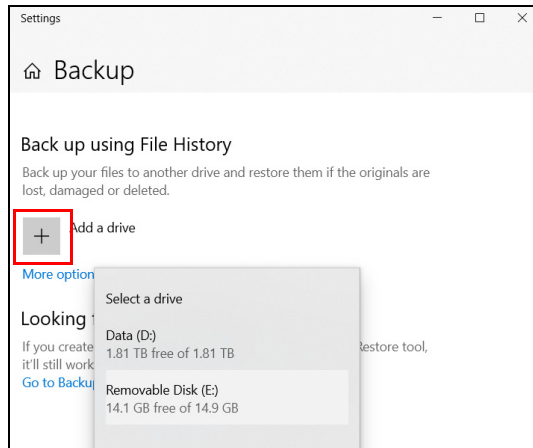 Settings
Backup
Back up using File History
Back up your files to another drive and restore them if the originals are
lost, damaged or deleted.
Add a drive
More option
Select a drive
Looking
Data (D:)
If you create
1.81 TB free of 1.81 TB
Restore tool,
it'll still work
Go to Backu
Removable Disk (E:)
14.1 GB free of 14.9 GB